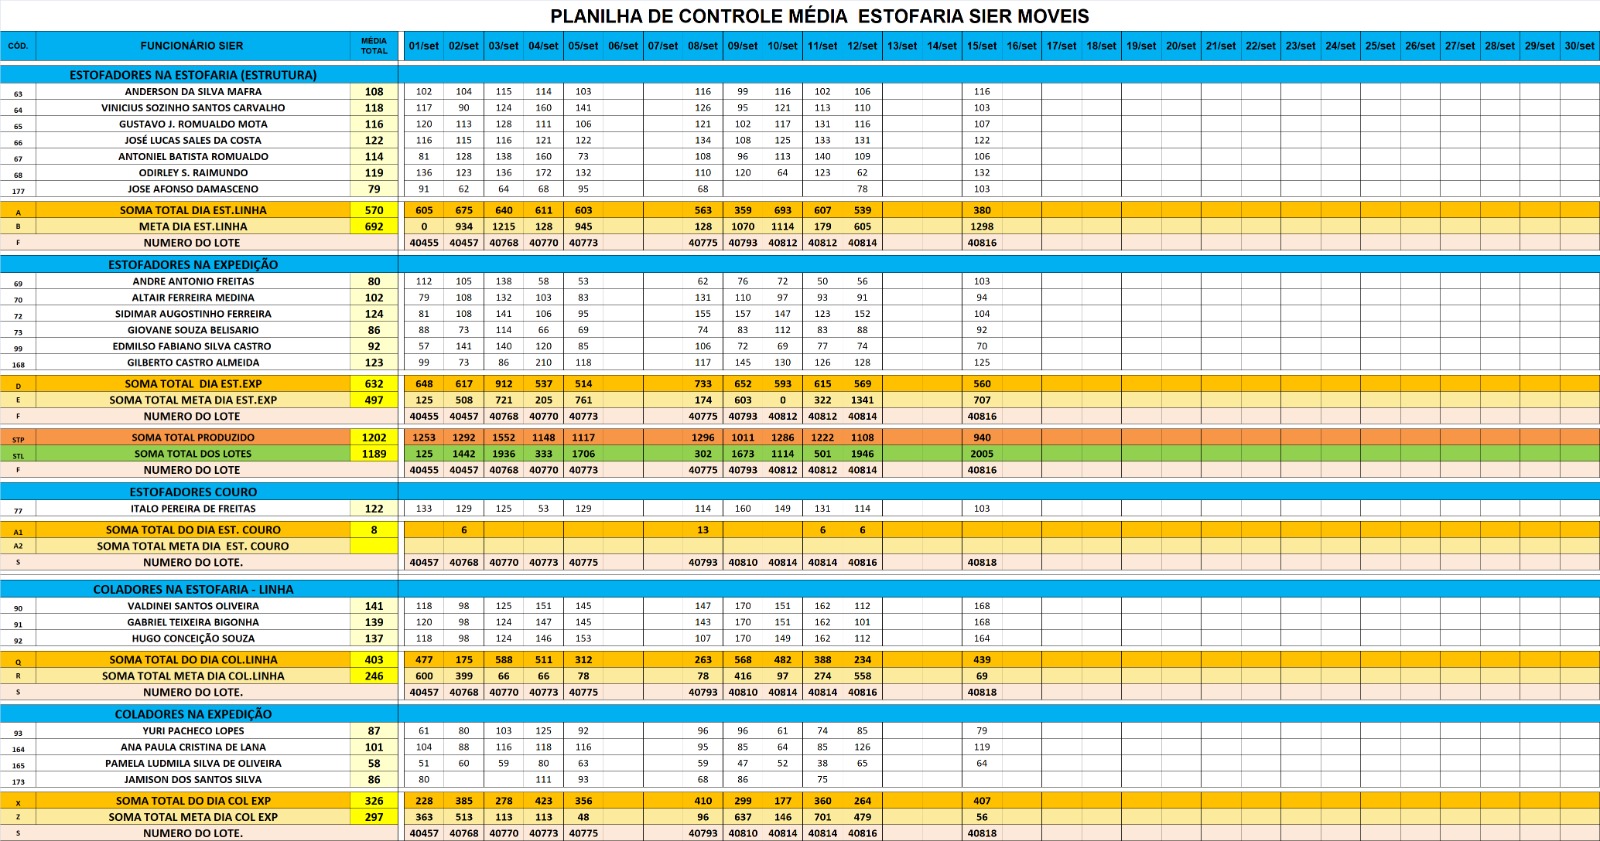 PLANILHA DE CONTROLE MÉDIA  ESTOFARIA SIER MOVEIS
CÓD. FUNCIONÁRIO SIER MÉDIA TOTAL 01/set 02/set 03/set 04/set 05/set 06/set 07/set 08/set 09/set 10/set 11/set 12/set 13/set 14/set 15/set 16/set 17/set 18/set 19/set 20/set 21/set 22/set 23/set 24/set 25/set 26/set 27/set 28/set 29/set 30/set
ESTOFADORES NA ESTOFARIA (ESTRUTURA)
63 ANDERSON DA SILVA MAFRA 108 102 104 115 114 103 116 99 116 102 106 116
64 VINICIUS SOZINHO SANTOS CARVALHO 118 117 90 124 160 141 126 95 121 113 110 103
65 GUSTAVO J. ROMUALDO MOTA 116 120 113 128 111 106 121 102 117 131 116 107
66 JOSÉ LUCAS SALES DA COSTA 122 116 115 116 121 122 134 108 125 133 131 122
67 ANTONIEL BATISTA ROMUALDO 114 81 128 138 160 73 108 96 113 140 109 106
68 ODIRLEY S. RAIMUNDO 119 136 123 136 172 132 110 120 64 123 62 132
177 JOSE AFONSO DAMASCENO 79 91 62 64 68 95 68 78 103
A SOMA TOTAL DIA EST.LINHA 570 605 675 640 611 603 563 359 693 607 539 380
B META DIA EST.LINHA 692 0 934 1215 128 945 128 1070 1114 179 605 1298
F NUMERO DO LOTE 40455 40457 40768 40770 40773 40775 40793 40812 40812 40814 40816
ESTOFADORES NA EXPEDIÇÃO
69 ANDRE ANTONIO FREITAS 80 112 105 138 58 53 62 76 72 50 56 103
70 ALTAIR FERREIRA MEDINA 102 79 108 132 103 83 131 110 97 93 91 94
72 SIDIMAR AUGOSTINHO FERREIRA 124 81 108 141 106 95 155 157 147 123 152 104
73 GIOVANE SOUZA BELISARIO 86 88 73 114 66 69 74 83 112 83 88 92
99 EDMILSO FABIANO SILVA CASTRO 92 57 141 140 120 85 106 72 69 77 74 70
168 GILBERTO CASTRO ALMEIDA 123 99 73 86 210 118 117 145 130 126 128 125
D SOMA TOTAL  DIA EST.EXP 632 648 617 912 537 514 733 652 593 615 569 560
E SOMA TOTAL META DIA EST.EXP 497 125 508 721 205 761 174 603 0 322 1341 707
F NUMERO DO LOTE 40455 40457 40768 40770 40773 40775 40793 40812 40812 40814 40816
STP SOMA TOTAL PRODUZIDO 1202 1253 1292 1552 1148 1117 1296 1011 1286 1222 1108 940
STL SOMA TOTAL DOS LOTES 1189 125 1442 1936 333 1706 302 1673 1114 501 1946 2005
F NUMERO DO LOTE 40455 40457 40768 40770 40773 40775 40793 40812 40812 40814 40816
ESTOFADORES COURO
77 ITALO PEREIRA DE FREITAS 122 133 129 125 53 129 114 160 149 131 114 103
A1 SOMA TOTAL DO DIA EST. COURO 8 6 13 6 6
A2 SOMA TOTAL META DIA  EST. COURO
S NUMERO DO LOTE. 40457 40768 40770 40773 40775 40793 40810 40814 40814 40816 40818
COLADORES NA ESTOFARIA - LINHA
90 VALDINEI SANTOS OLIVEIRA 141 118 98 125 151 145 147 170 151 162 112 168
91 GABRIEL TEIXEIRA BIGONHA 139 120 98 124 147 145 143 170 151 162 101 168
92 HUGO CONCEIÇÃO SOUZA 137 118 98 124 146 153 107 170 149 162 112 164
Q SOMA TOTAL DO DIA COL.LINHA 403 477 175 588 511 312 263 568 482 388 234 439
R SOMA TOTAL META DIA COL.LINHA 246 600 399 66 66 78 78 416 97 274 558 69
S NUMERO DO LOTE. 40457 40768 40770 40773 40775 40793 40810 40814 40814 40816 40818
COLADORES NA EXPEDIÇÃO
93 YURI PACHECO LOPES 87 61 80 103 125 92 96 96 61 74 85 79
164 ANA PAULA CRISTINA DE LANA 101 104 88 116 118 116 95 85 64 85 126 119
165 PAMELA LUDMILA SILVA DE OLIVEIRA 58 51 60 59 80 63 59 47 52 38 65 64
173 JAMISON DOS SANTOS SILVA 86 80 111 93 68 86 75
X SOMA TOTAL DO DIA COL EXP 326 228 385 278 423 356 410 299 177 360 264 407
Z SOMA TOTAL META DIA COL EXP 297 363 513 113 113 48 96 637 146 701 479 56
S NUMERO DO LOTE. 40457 40768 40770 40773 40775 40793 40810 40814 40814 40816 40818